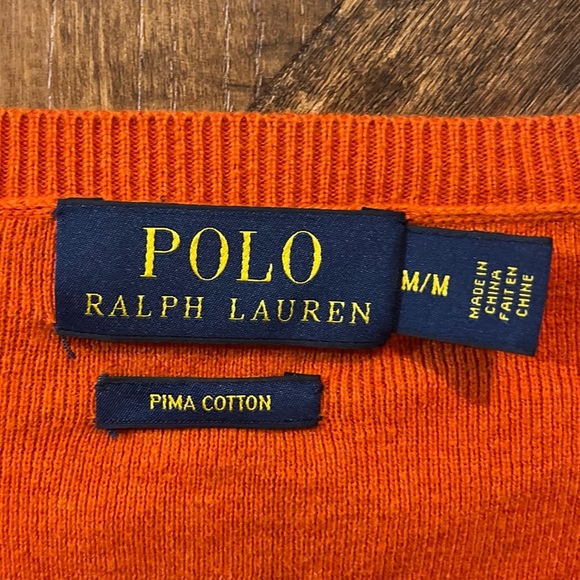 POLO
RALPH LAUREN
M/M
MADE IN
CHINA
FAIT EN
CHINE
PIMA COTTON